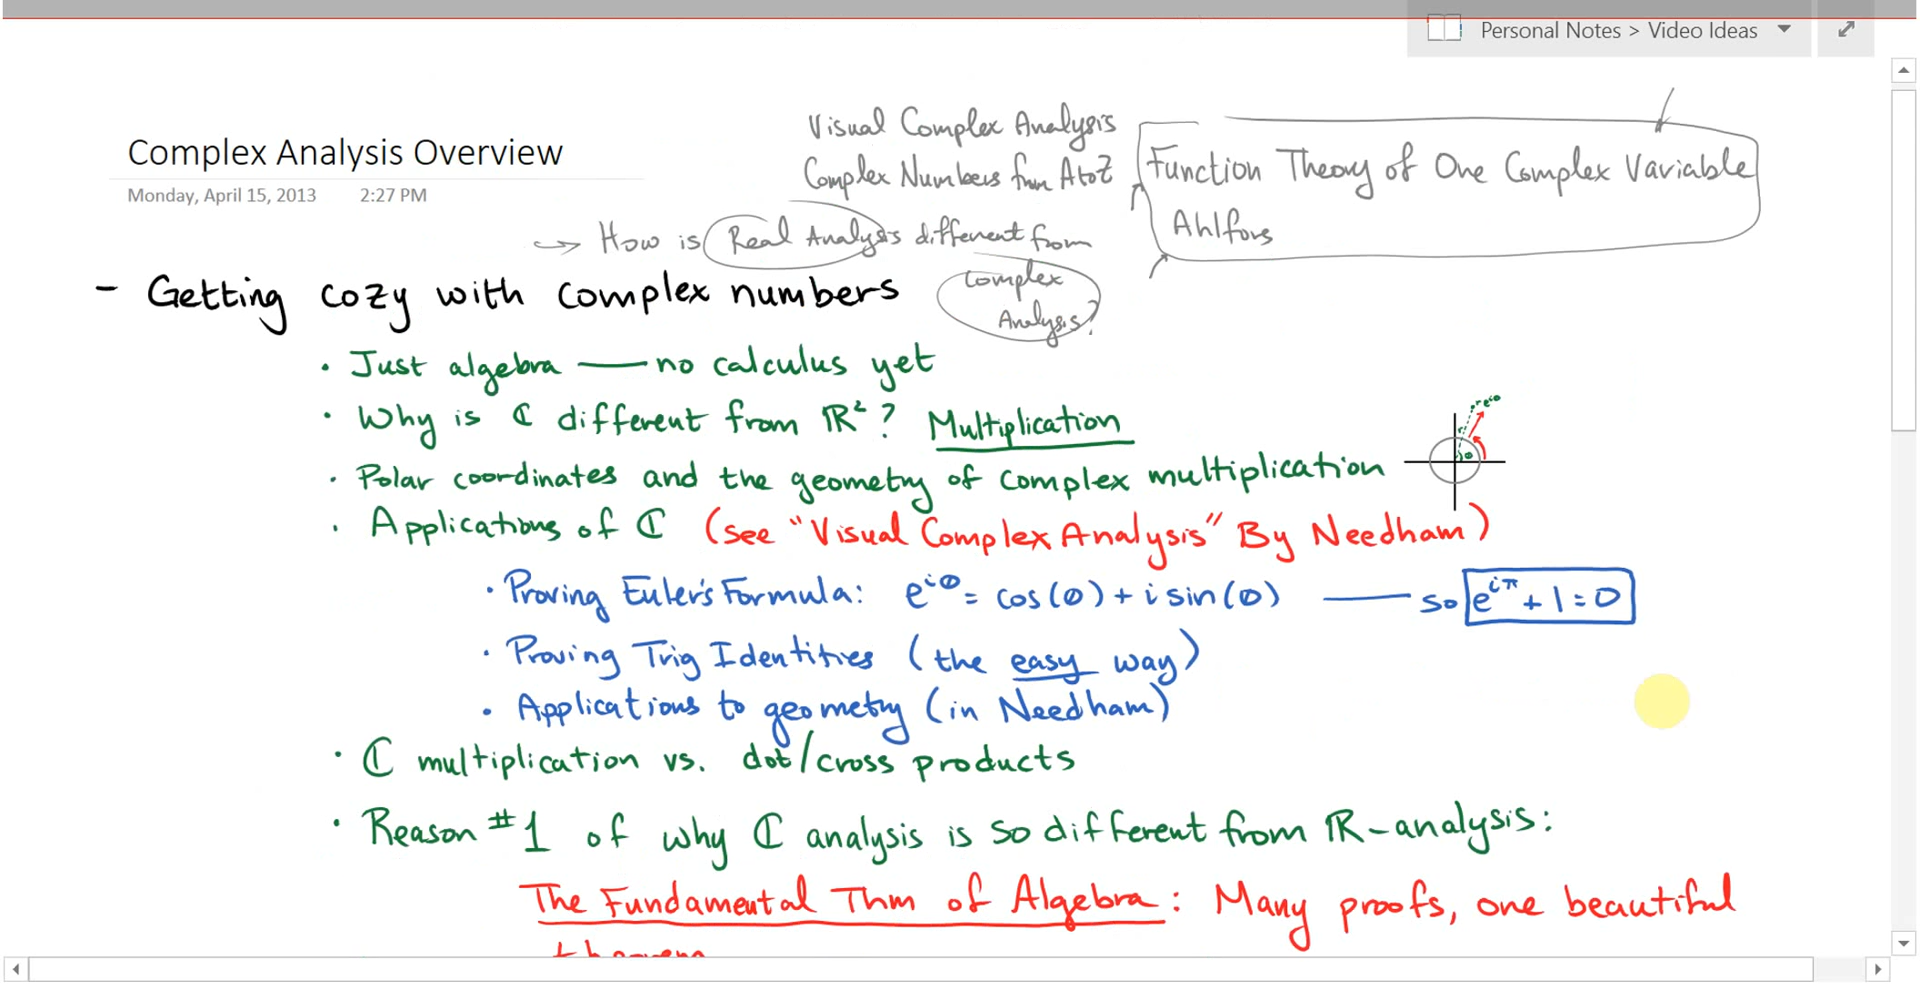 Personal Notes > Video Ideas
Complex Analysis Overview
Monday, April 15, 2013 2:27 PM
Visual Complex Analysis
Complex Numbers from A to Z
Function Theory of One Complex Variable
Ahlfors
How is Real Analysis different from
Complex
Analysis?
- Getting cozy with complex numbers
• Just algebra — no calculus yet
• Why is ℂ different from ℝ²? Multiplication
• Polar coordinates and the geometry of complex multiplication
re^{iθ}
r
θ
• Applications of ℂ (see "Visual Complex Analysis" By Needham)
• Proving Euler's Formula: e^{iθ} = cos(θ) + i sin(θ) — so e^{iπ} + 1 = 0
• Proving Trig Identities (the easy way)
• Applications to geometry (in Needham)
• ℂ multiplication vs. dot/cross products
• Reason #1 of why ℂ analysis is so different from ℝ-analysis:
The Fundamental Thm of Algebra: Many proofs, one beautiful
theorem